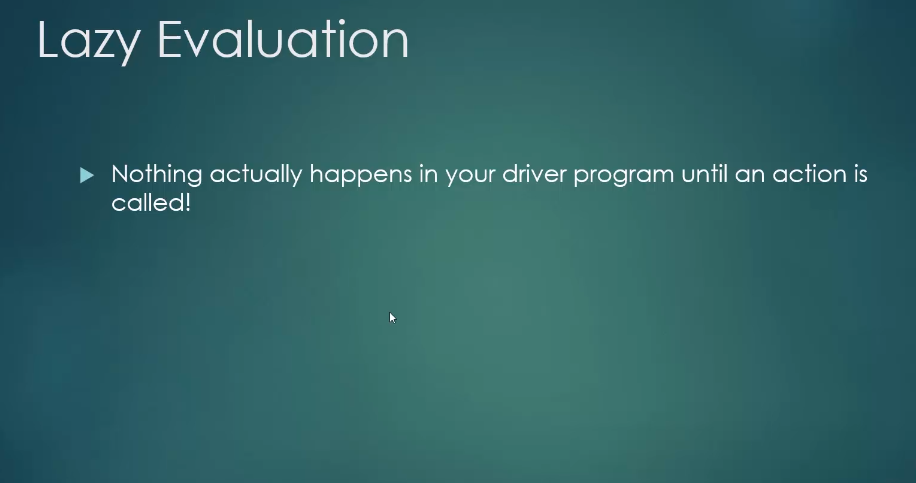 Lazy Evaluation
Nothing actually happens in your driver program until an action is
called!